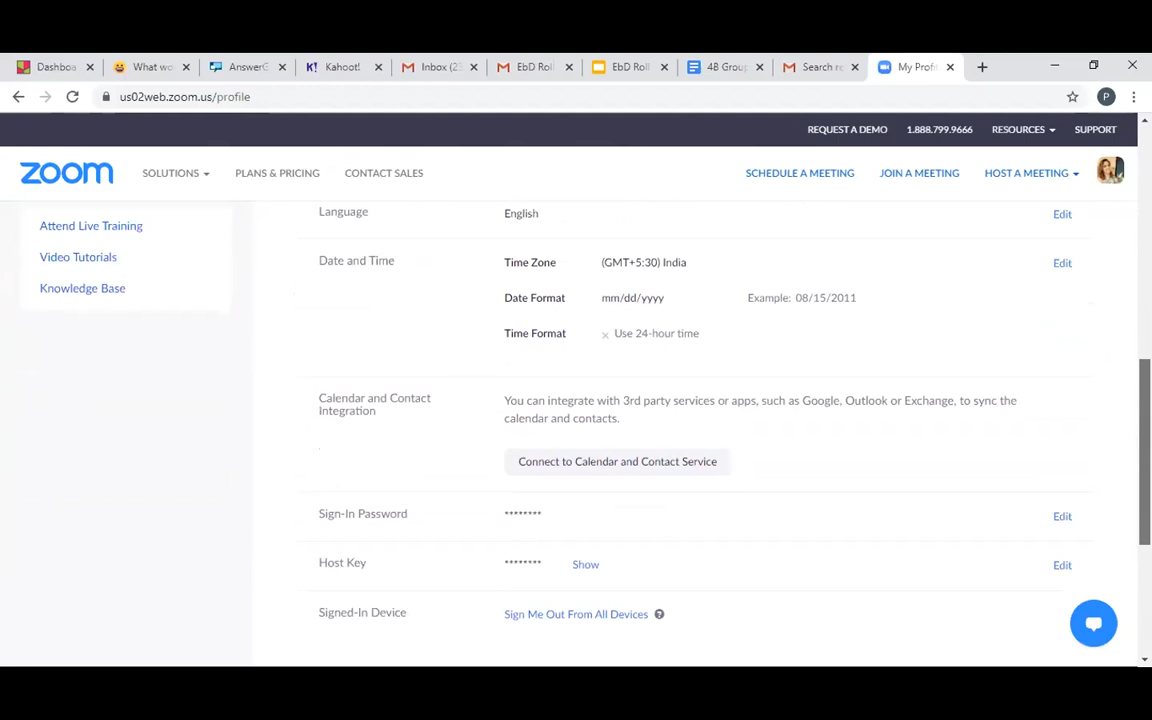 Dashboa
What wo
AnswerG
Kahoot!
Inbox (23
EbD Roll
EbD Roll
4B Group
Search re
My Profi
us02web.zoom.us/profile
P
REQUEST A DEMO 1.888.799.9666 RESOURCES SUPPORT
zoom SOLUTIONS PLANS & PRICING CONTACT SALES SCHEDULE A MEETING JOIN A MEETING HOST A MEETING
Attend Live Training
Video Tutorials
Knowledge Base
Language English Edit
Date and Time Time Zone (GMT+5:30) India Edit
Date Format mm/dd/yyyy Example: 08/15/2011
Time Format × Use 24-hour time
Calendar and Contact
Integration
You can integrate with 3rd party services or apps, such as Google, Outlook or Exchange, to sync the
calendar and contacts.
Connect to Calendar and Contact Service
Sign-In Password ******** Edit
Host Key ******** Show Edit
Signed-In Device Sign Me Out From All Devices ?